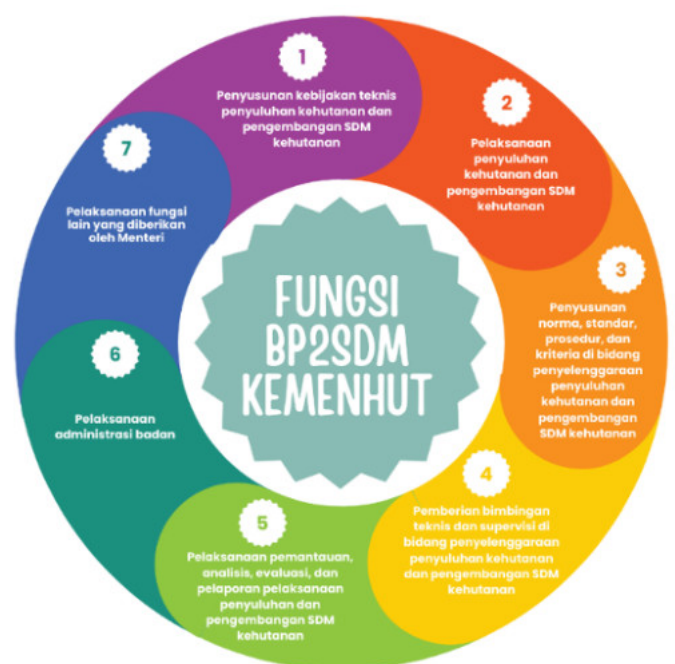 1
Penyusunan kebijakan teknis
penyuluhan kehutanan dan
pengembangan SDM
kehutanan
2
Pelaksanaan
penyuluhan
kehutanan dan
pengembangan SDM
kehutanan
3
Penyusunan
norma, standar,
prosedur, dan
kriteria di bidang
penyelenggaraan
penyuluhan
kehutanan dan
pengembangan
SDM kehutanan
4
Pemberian bimbingan
teknis dan supervisi di
bidang penyelenggaraan
penyuluhan kehutanan
dan pengembangan SDM
kehutanan
5
Pelaksanaan pemantauan,
analisis, evaluasi, dan
pelaporan pelaksanaan
penyuluhan dan
pengembangan SDM
kehutanan
6
Pelaksanaan
administrasi badan
7
Pelaksanaan fungsi
lain yang diberikan
oleh Menteri
FUNGSI
BP2SDM
KEMENHUT